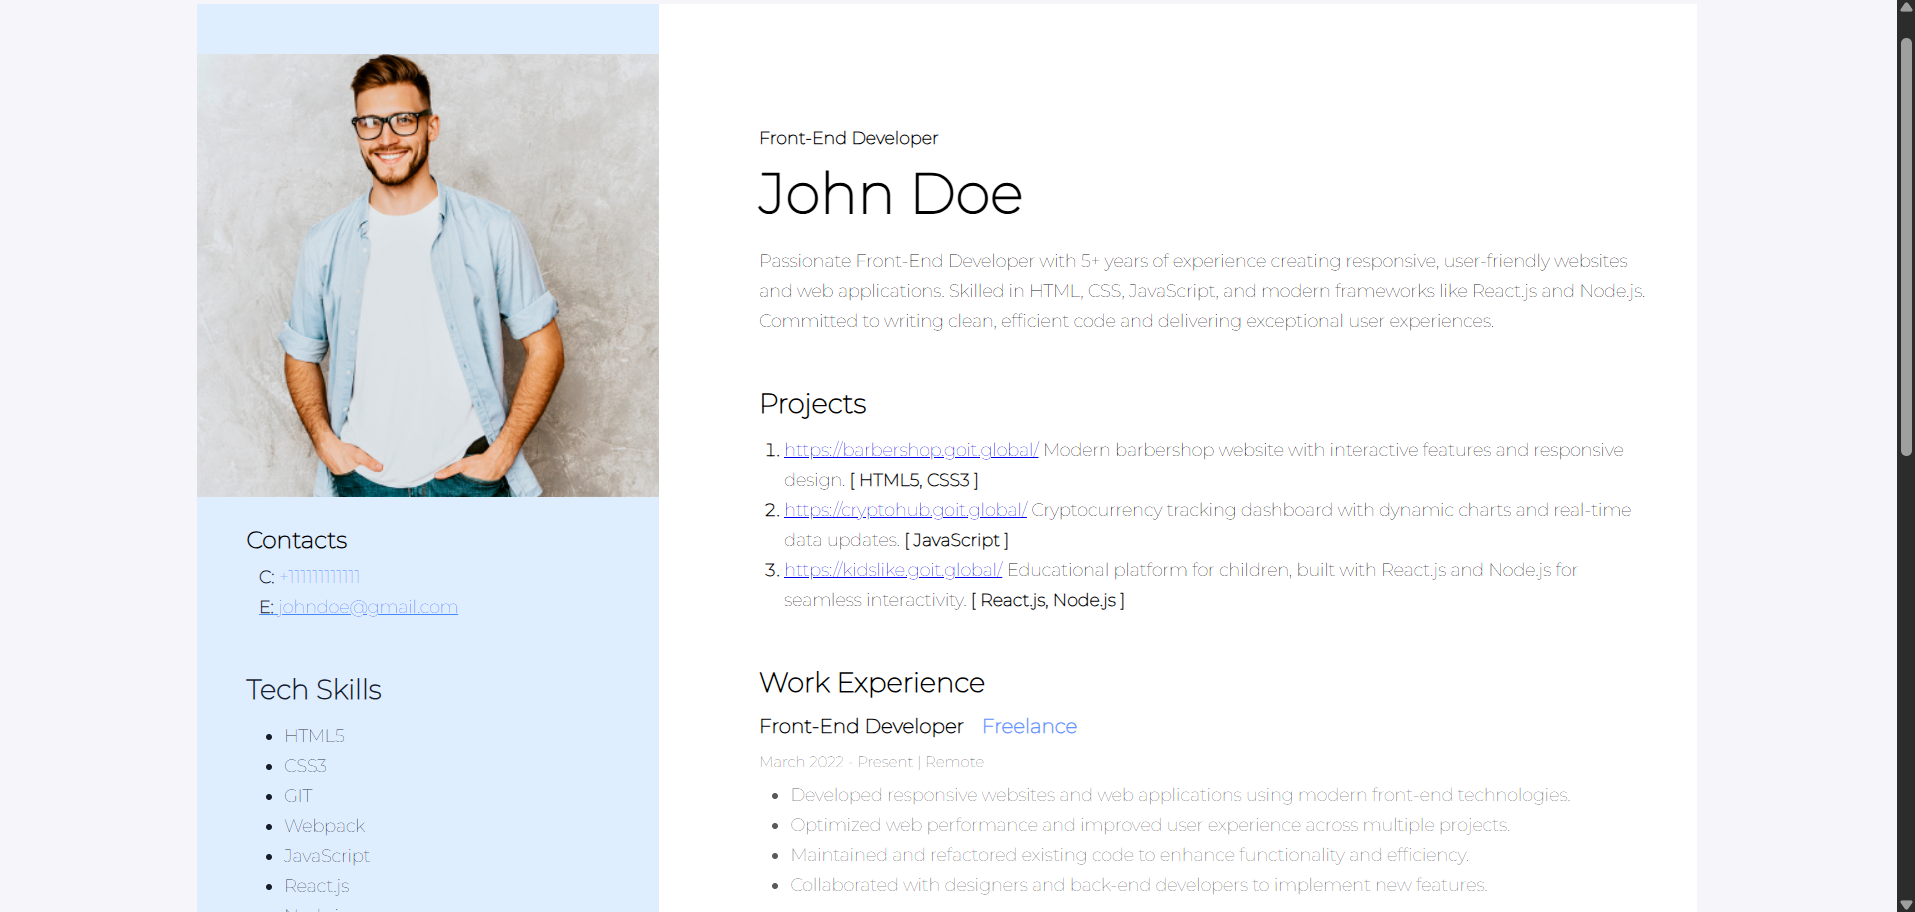 Contacts
C: +111111111111
E: johndoe@gmail.com
Tech Skills
HTML5
CSS3
GIT
Webpack
JavaScript
React.js
Front-End Developer
John Doe
Passionate Front-End Developer with 5+ years of experience creating responsive, user-friendly websites
and web applications. Skilled in HTML, CSS, JavaScript, and modern frameworks like React.js and Node.js.
Committed to writing clean, efficient code and delivering exceptional user experiences.
Projects
1. https://barbershop.goit.global/ Modern barbershop website with interactive features and responsive
design. [ HTML5, CSS3 ]
2. https://cryptohub.goit.global/ Cryptocurrency tracking dashboard with dynamic charts and real-time
data updates. [ JavaScript ]
3. https://kidslike.goit.global/ Educational platform for children, built with React.js and Node.js for
seamless interactivity. [ React.js, Node.js ]
Work Experience
Front-End Developer Freelance
March 2022 - Present | Remote
Developed responsive websites and web applications using modern front-end technologies.
Optimized web performance and improved user experience across multiple projects.
Maintained and refactored existing code to enhance functionality and efficiency.
Collaborated with designers and back-end developers to implement new features.